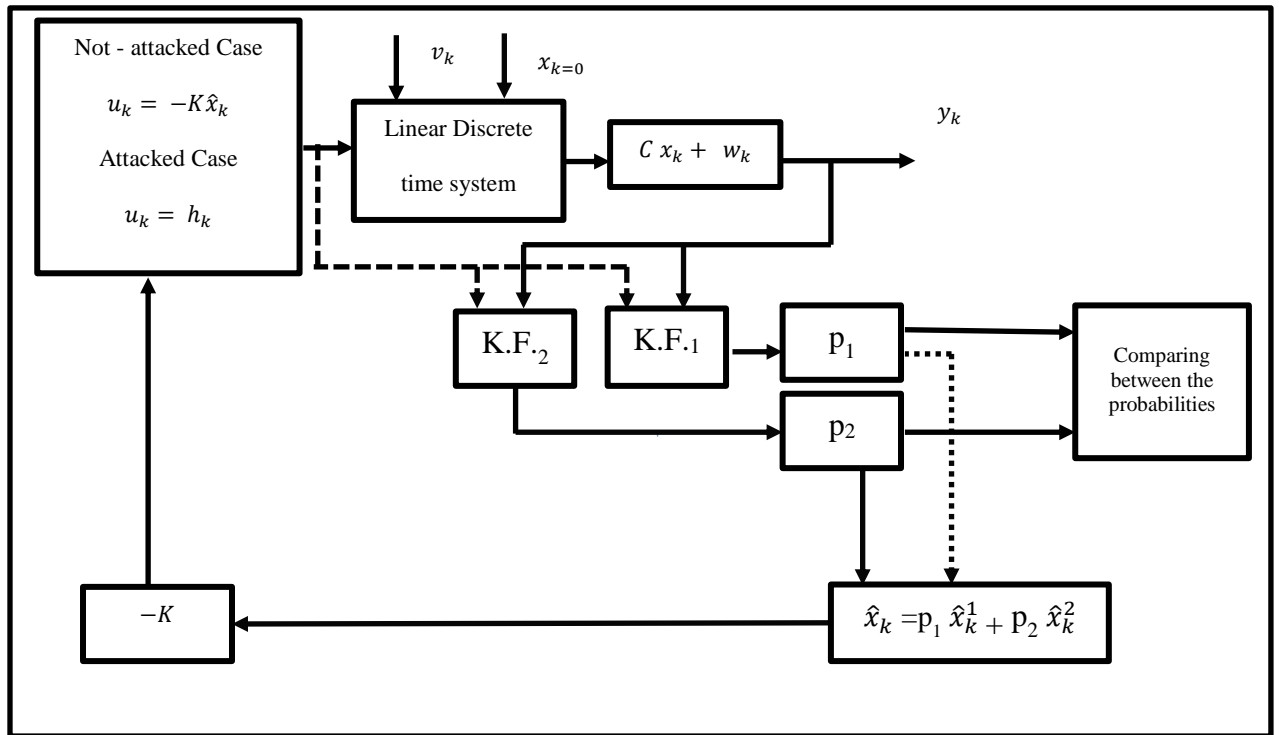 Not - attacked Case
u_k = −Kx̂_k
Attacked Case
u_k = h_k
v_k
x_{k=0}
Linear Discrete
time system
C x_k + w_k
y_k
K.F.₂
K.F.₁
p₁
p₂
Comparing
between the
probabilities
−K
x̂_k =p₁ x̂_k^1 + p₂ x̂_k^2